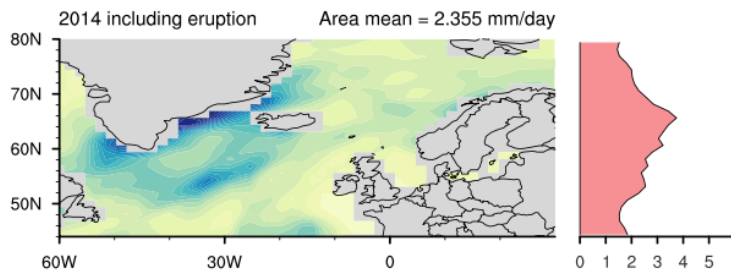 2014 including eruption Area mean = 2.355 mm/day
80N
70N
60N
50N
60W 30W 0 0 1 2 3 4 5